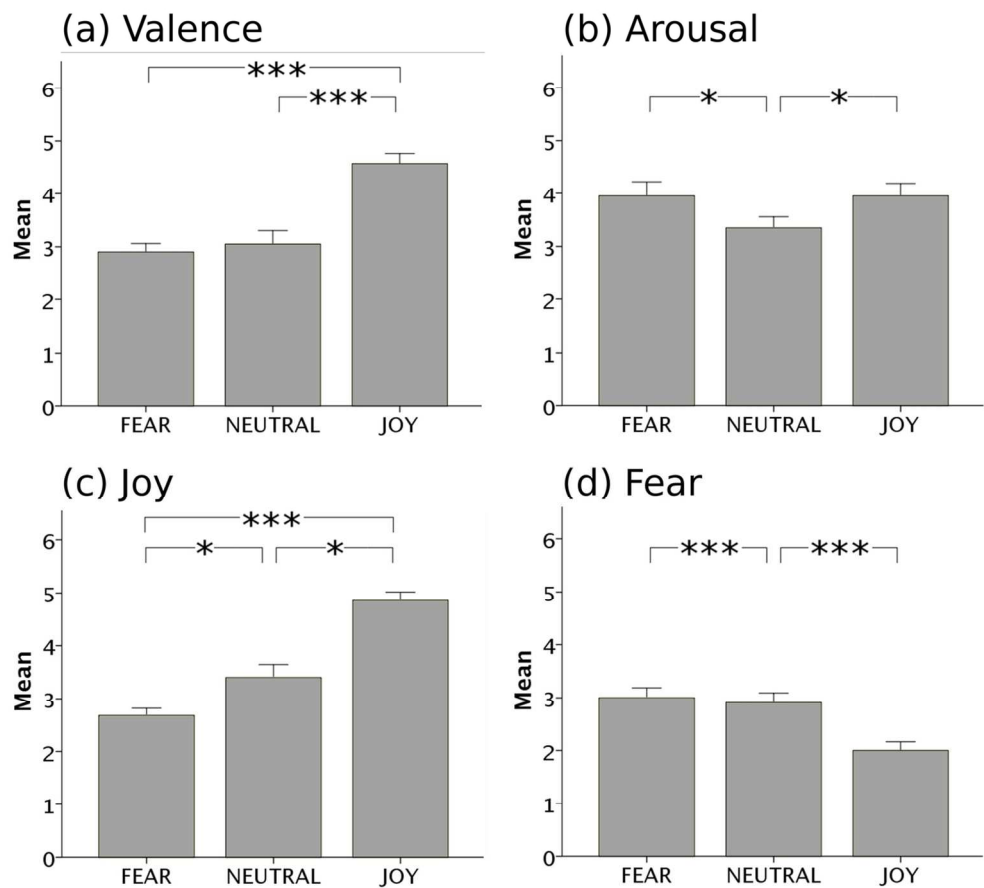 (a) Valence
***
***
6
5
4
3
2
1
0
Mean
FEAR NEUTRAL JOY
(b) Arousal
* *
6
5
4
3
2
1
0
Mean
FEAR NEUTRAL JOY
(c) Joy
***
* *
6
5
4
3
2
1
0
Mean
FEAR NEUTRAL JOY
(d) Fear
*** ***
6
5
4
3
2
1
0
Mean
FEAR NEUTRAL JOY